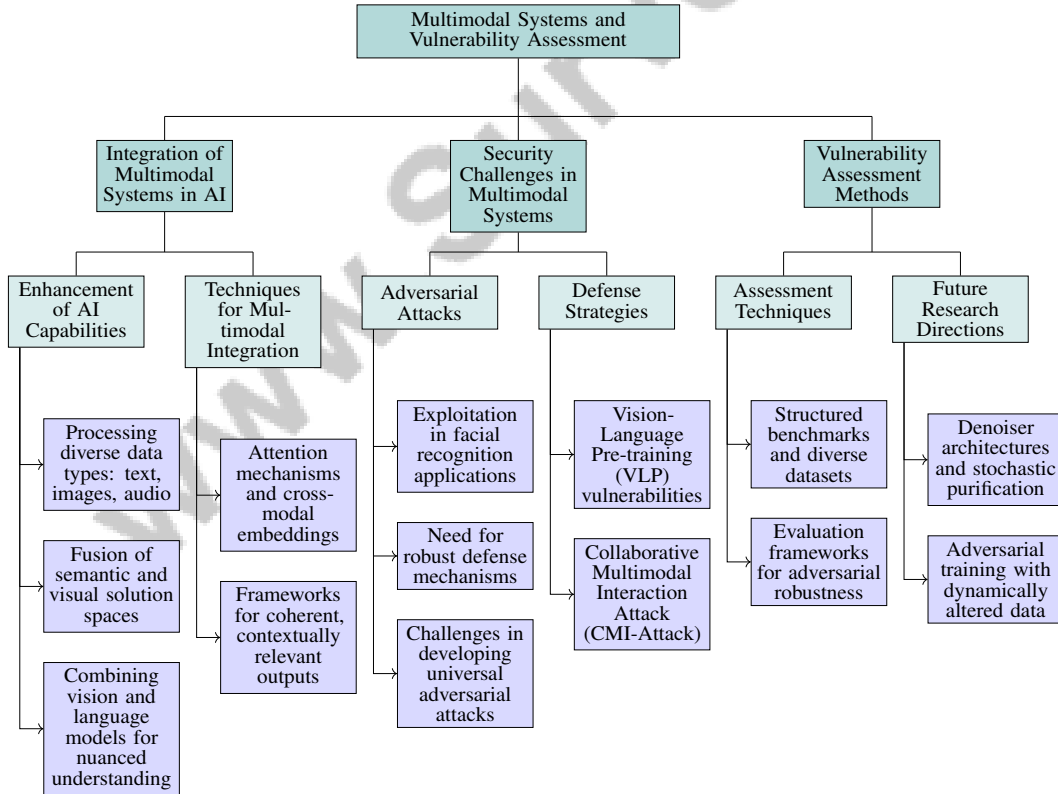 Multimodal Systems and
Vulnerability Assessment
Integration of
Multimodal
Systems in AI
Security
Challenges in
Multimodal
Systems
Vulnerability
Assessment
Methods
Enhancement
of AI
Capabilities
Techniques
for Mul-
timodal
Integration
Adversarial
Attacks
Defense
Strategies
Assessment
Techniques
Future
Research
Directions
Processing
diverse data
types: text,
images, audio
Fusion of
semantic and
visual solution
spaces
Combining
vision and
language
models for
nuanced
understanding
Attention
mechanisms
and cross-
modal
embeddings
Frameworks
for coherent,
contextually
relevant
outputs
Exploitation
in facial
recognition
applications
Need for
robust defense
mechanisms
Challenges in
developing
universal
adversarial
attacks
Vision-
Language
Pre-training
(VLP)
vulnerabilities
Collaborative
Multimodal
Interaction
Attack
(CMI-Attack)
Structured
benchmarks
and diverse
datasets
Evaluation
frameworks
for adversarial
robustness
Denoiser
architectures
and stochastic
purification
Adversarial
training with
dynamically
altered data